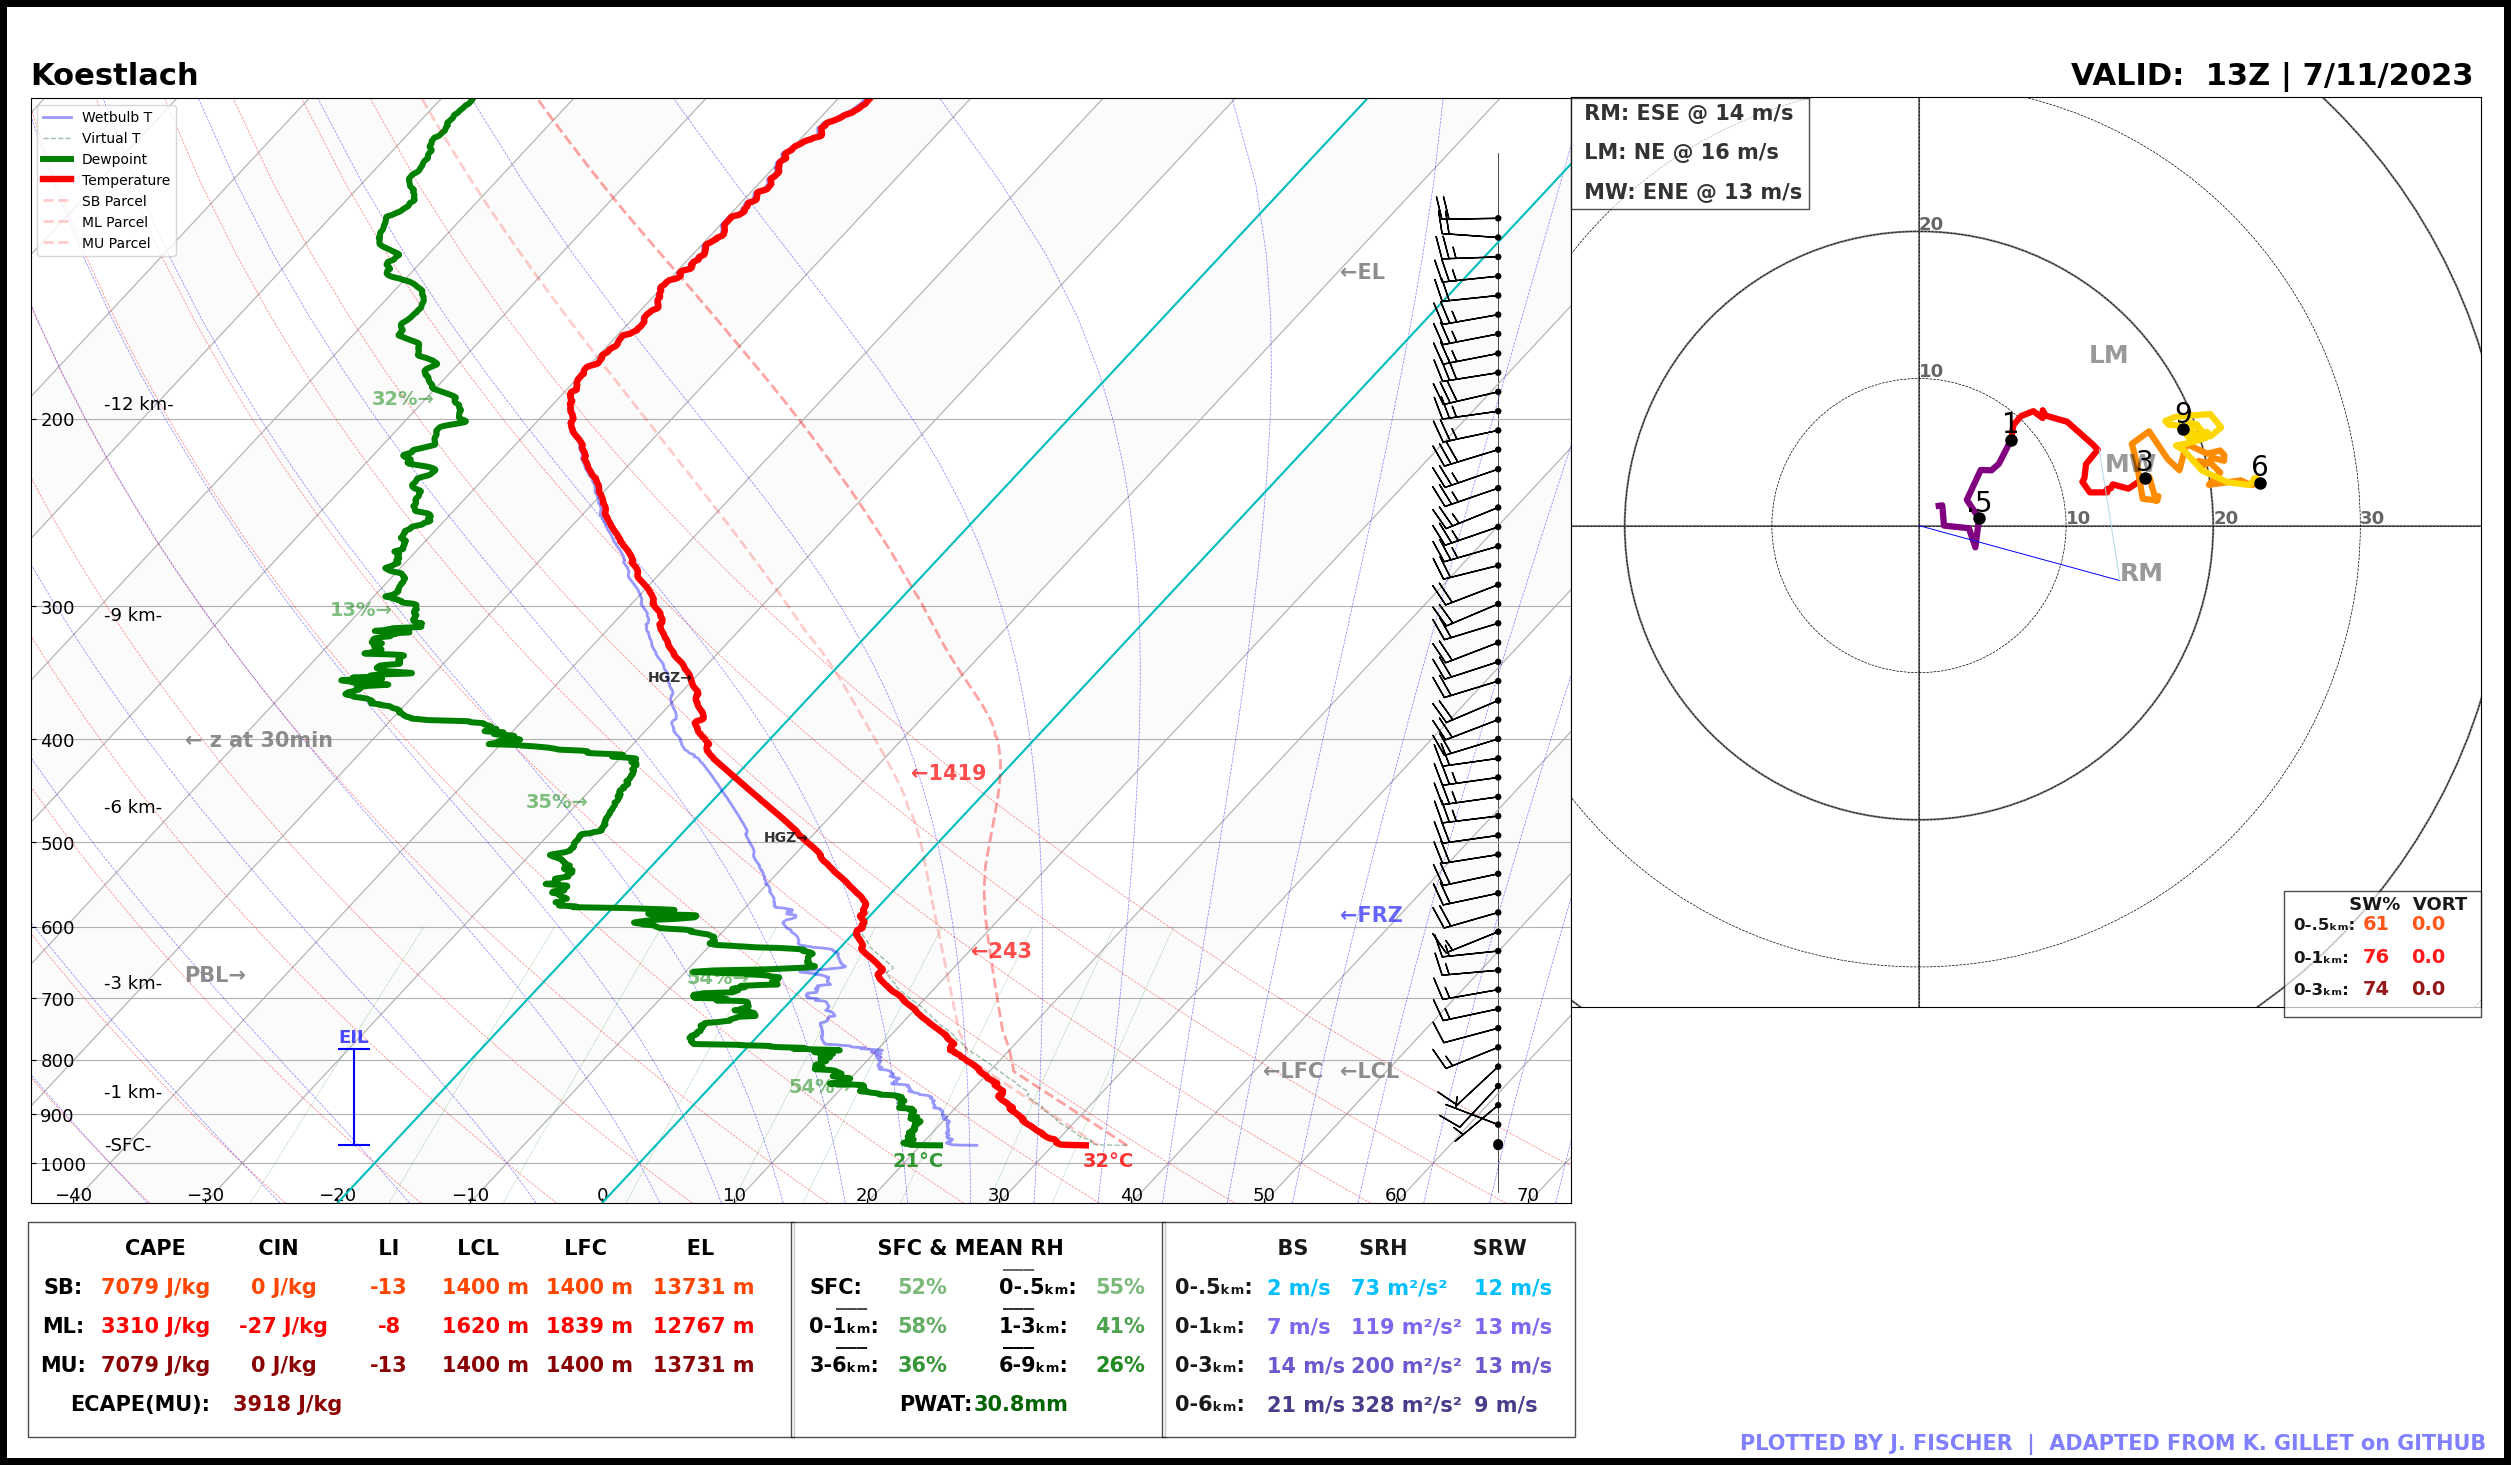 Koestlach
VALID: 13Z | 7/11/2023
Wetbulb T
Virtual T
Dewpoint
Temperature
SB Parcel
ML Parcel
MU Parcel
RM: ESE @ 14 m/s
LM: NE @ 16 m/s
MW: ENE @ 13 m/s
←EL
20
LM
10
9
1
MW
3
6
.5
10
20
30
RM
32%→
-12 km-
200
300
-9 km-
13%→
HGZ→
400
← z at 30min
←1419
-6 km-
35%→
500
HGZ→
←FRZ
600
←243
PBL→
-3 km-
54%→
700
EIL
800
←LFC ←LCL
-1 km-
54%→
900
-SFC-
1000
21°C
32°C
−40 −30 −20 −10 0 10 20 30 40 50 60 70
SW% VORT
0-.5km: 61 0.0
0-1km: 76 0.0
0-3km: 74 0.0
CAPE CIN LI LCL LFC EL
SB: 7079 J/kg 0 J/kg -13 1400 m 1400 m 13731 m
ML: 3310 J/kg -27 J/kg -8 1620 m 1839 m 12767 m
MU: 7079 J/kg 0 J/kg -13 1400 m 1400 m 13731 m
ECAPE(MU): 3918 J/kg
SFC & MEAN RH
SFC: 52% 0-.5km: 55%
0-1km: 58% 1-3km: 41%
3-6km: 36% 6-9km: 26%
PWAT: 30.8mm
BS SRH SRW
0-.5km: 2 m/s 73 m²/s² 12 m/s
0-1km: 7 m/s 119 m²/s² 13 m/s
0-3km: 14 m/s 200 m²/s² 13 m/s
0-6km: 21 m/s 328 m²/s² 9 m/s
PLOTTED BY J. FISCHER | ADAPTED FROM K. GILLET on GITHUB